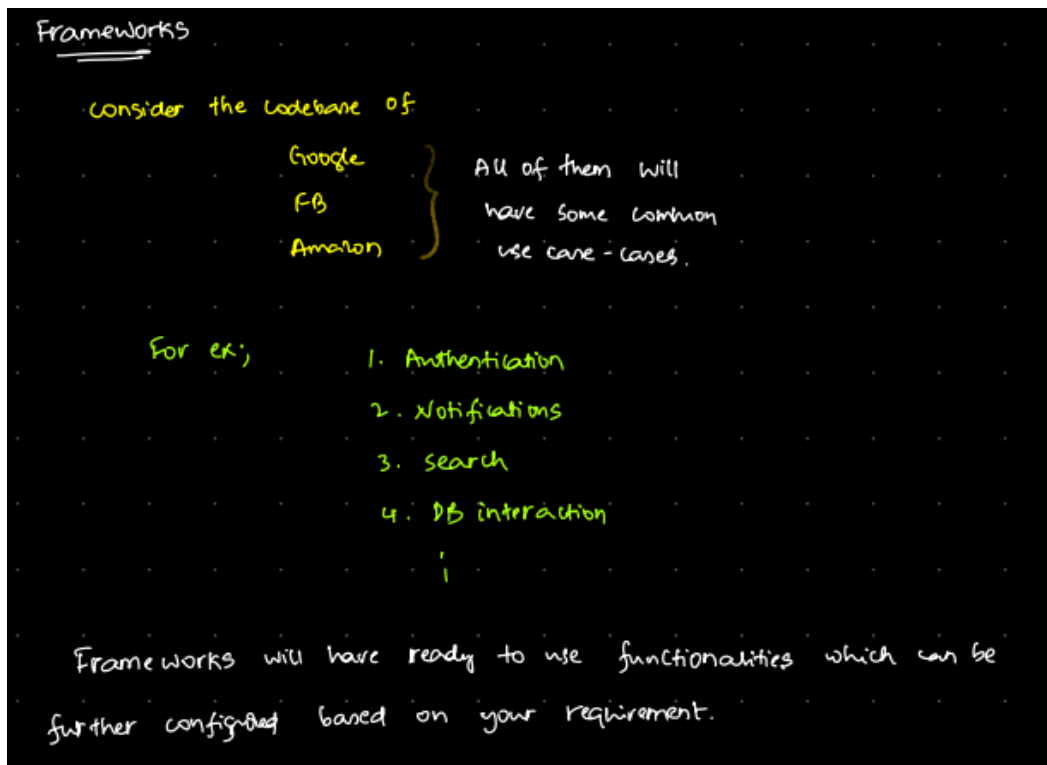 Frameworks
consider the codebase of
Google
FB
Amazon
All of them will
have some common
use case-cases.
For ex;
1. Authentication
2. Notifications
3. search
4. DB interaction
Frameworks will have ready to use functionalities which can be
further configured based on your requirement.